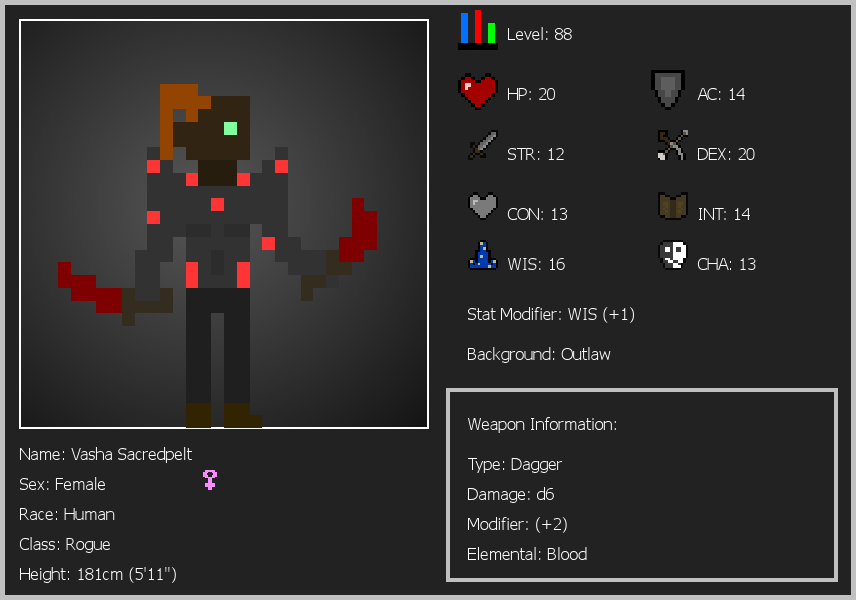 Level: 88
HP: 20
AC: 14
STR: 12
DEX: 20
CON: 13
INT: 14
WIS: 16
CHA: 13
Stat Modifier: WIS (+1)
Background: Outlaw
Weapon Information:
Type: Dagger
Damage: d6
Modifier: (+2)
Elemental: Blood
Name: Vasha Sacredpelt
Sex: Female
Race: Human
Class: Rogue
Height: 181cm (5'11")